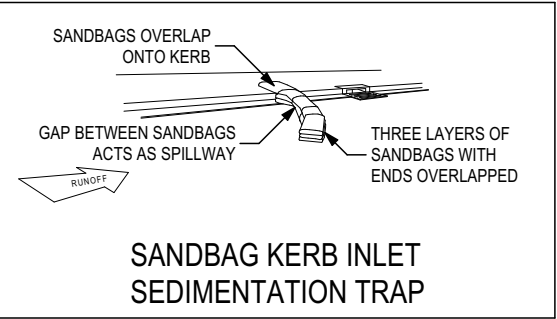 SANDBAGS OVERLAP
ONTO KERB
GAP BETWEEN SANDBAGS
ACTS AS SPILLWAY
THREE LAYERS OF
SANDBAGS WITH
ENDS OVERLAPPED
RUNOFF
SANDBAG KERB INLET
SEDIMENTATION TRAP